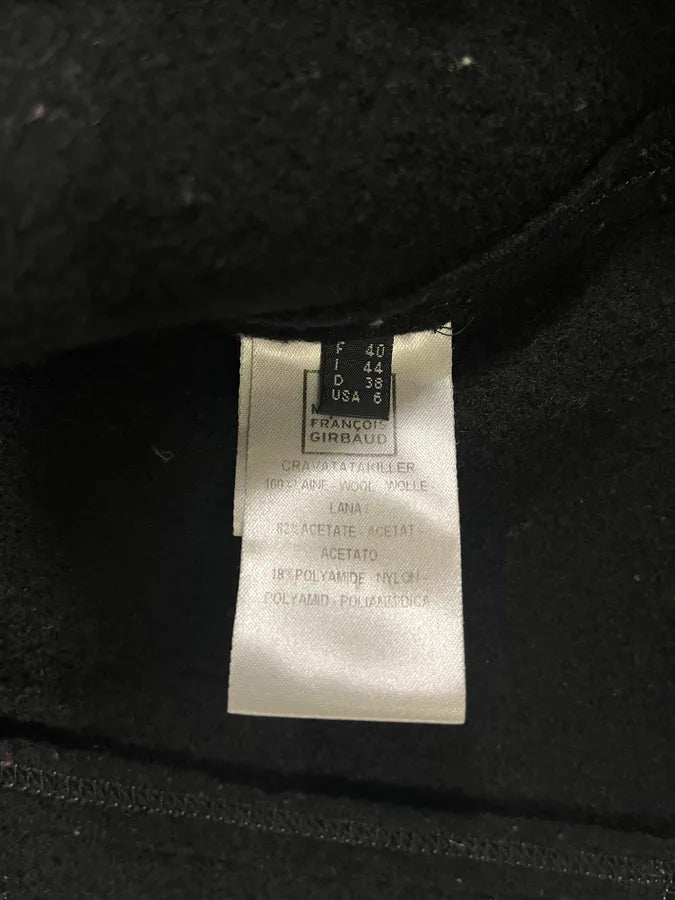 F 40
I 44
D 38
USA 6
M
FRANÇOIS
GIRBAUD
CRAVATATAKILLER
100% LAINE - WOOL - WOLLE -
LANA
82% ACETATE - ACETAT -
ACETATO
18% POLYAMIDE - NYLON -
POLYAMID - POLIAMMIDICA